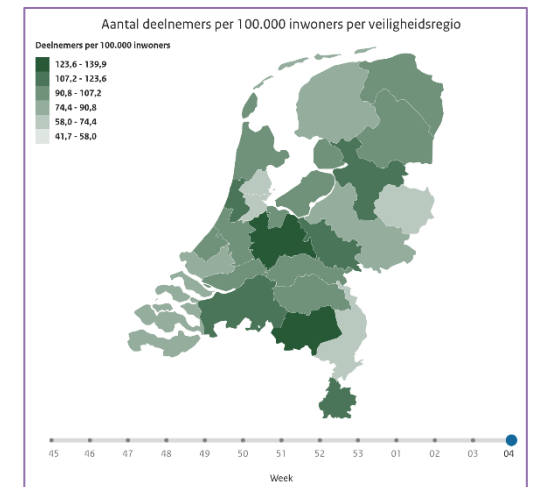 Aantal deelnemers per 100.000 inwoners per veiligheidsregio
Deelnemers per 100.000 inwoners
123,6 - 139,9
107,2 - 123,6
90,8 - 107,2
74,4 - 90,8
58,0 - 74,4
41,7 - 58,0
45 46 47 48 49 50 51 52 53 01 02 03 04
Week